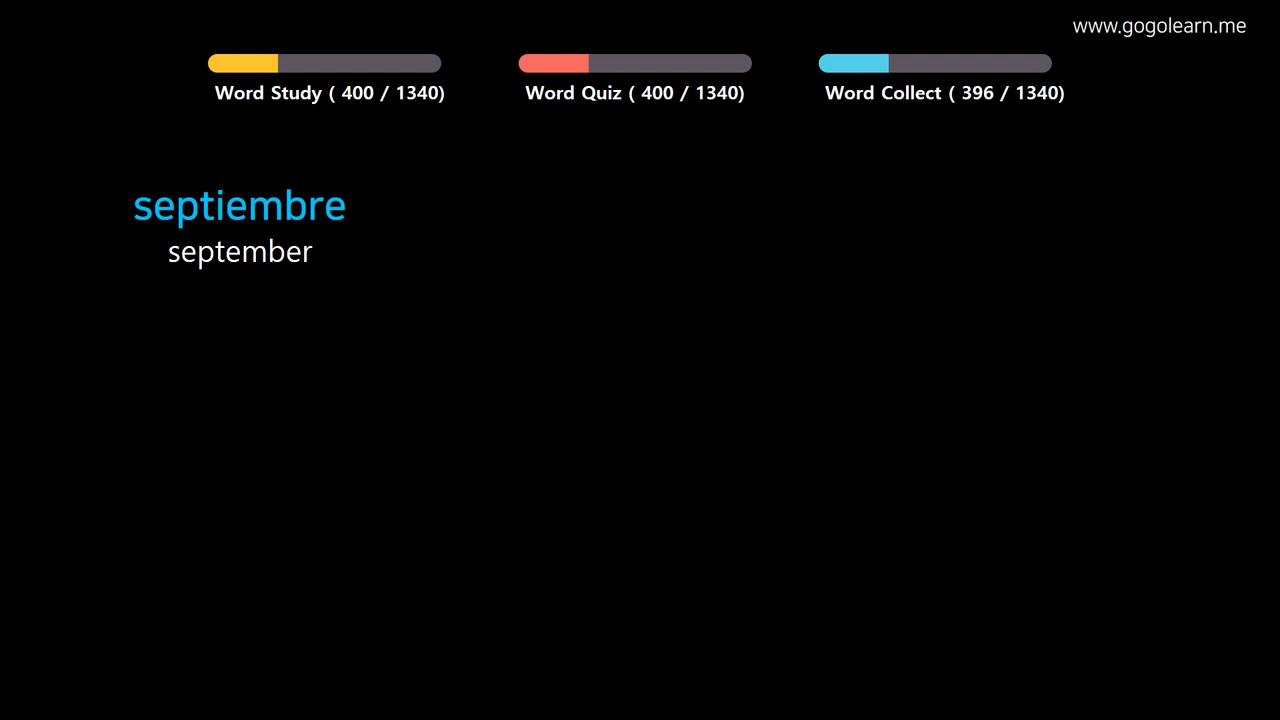 www.gogolearn.me
Word Study ( 400 / 1340)
Word Quiz ( 400 / 1340)
Word Collect ( 396 / 1340)
septiembre
september